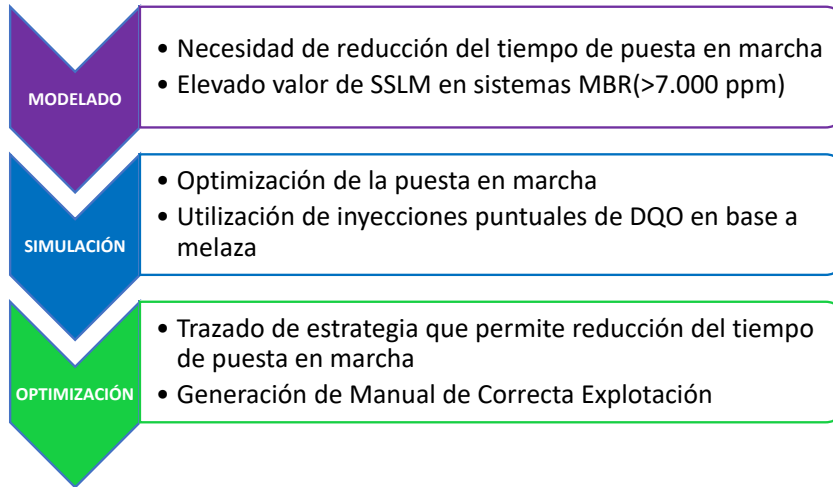 MODELADO
• Necesidad de reducción del tiempo de puesta en marcha
• Elevado valor de SSLM en sistemas MBR(>7.000 ppm)
SIMULACIÓN
• Optimización de la puesta en marcha
• Utilización de inyecciones puntuales de DQO en base a
melaza
OPTIMIZACIÓN
• Trazado de estrategia que permite reducción del tiempo
de puesta en marcha
• Generación de Manual de Correcta Explotación